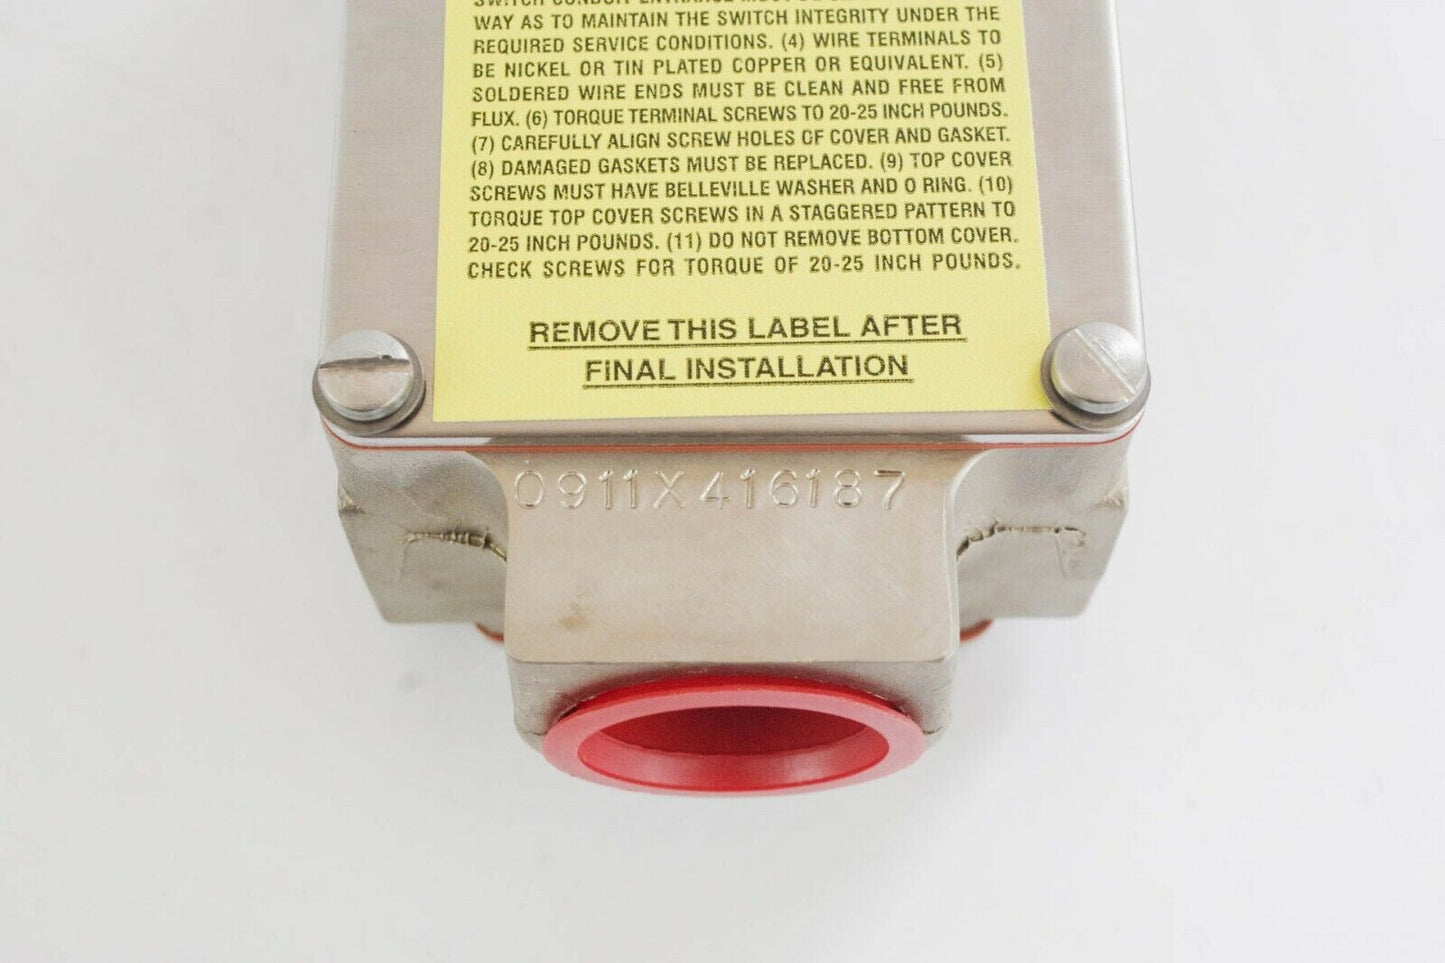 SWITCH CONDUIT ENTRANCE MUST BE
WAY AS TO MAINTAIN THE SWITCH INTEGRITY UNDER THE
REQUIRED SERVICE CONDITIONS. (4) WIRE TERMINALS TO
BE NICKEL OR TIN PLATED COPPER OR EQUIVALENT. (5)
SOLDERED WIRE ENDS MUST BE CLEAN AND FREE FROM
FLUX. (6) TORQUE TERMINAL SCREWS TO 20-25 INCH POUNDS.
(7) CAREFULLY ALIGN SCREW HOLES OF COVER AND GASKET.
(8) DAMAGED GASKETS MUST BE REPLACED. (9) TOP COVER
SCREWS MUST HAVE BELLEVILLE WASHER AND O RING. (10)
TORQUE TOP COVER SCREWS IN A STAGGERED PATTERN TO
20-25 INCH POUNDS. (11) DO NOT REMOVE BOTTOM COVER.
CHECK SCREWS FOR TORQUE OF 20-25 INCH POUNDS.
REMOVE THIS LABEL AFTER
FINAL INSTALLATION
0911X416187